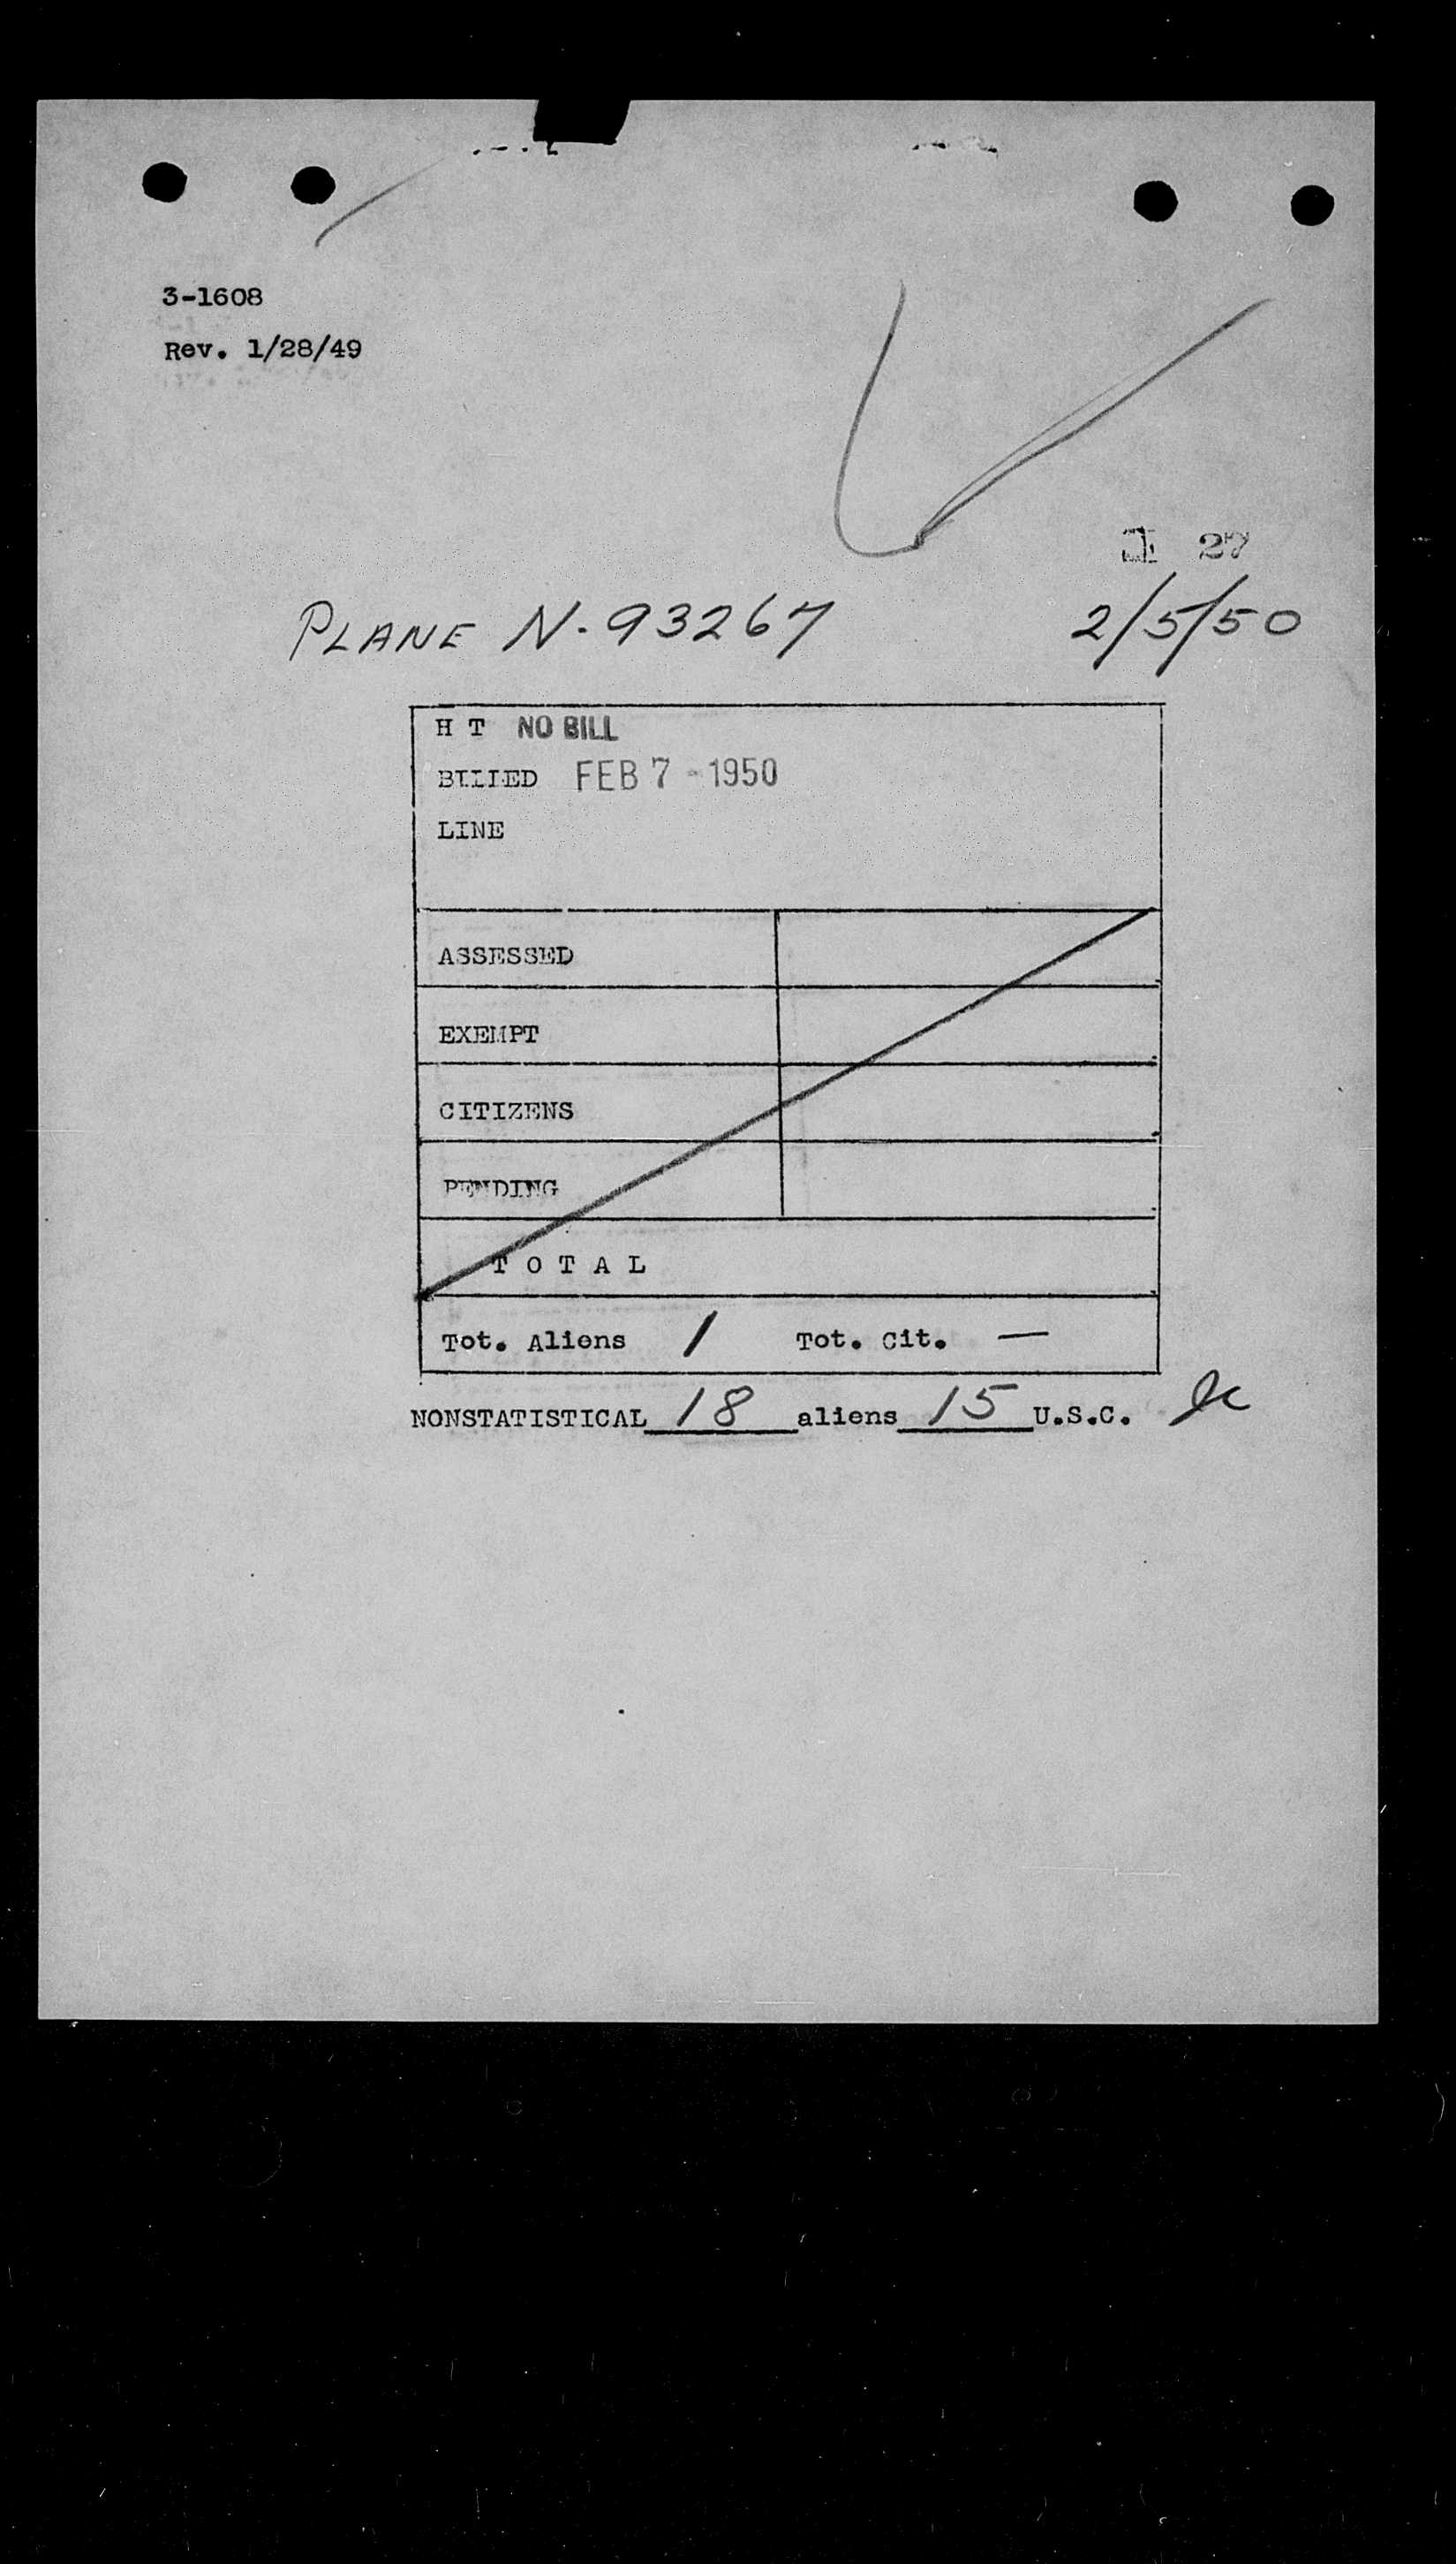 3-1608
Rev. 1/28/49
1 27
PLANE N-93267 2/5/50
H T NO BILL
BILLED FEB 7 - 1950
LINE
ASSESSED
EXEMPT
CITIZENS
PENDING
T O T A L
Tot. Aliens 1 Tot. Cit. —
NONSTATISTICAL 18 aliens 15 U.S.C.